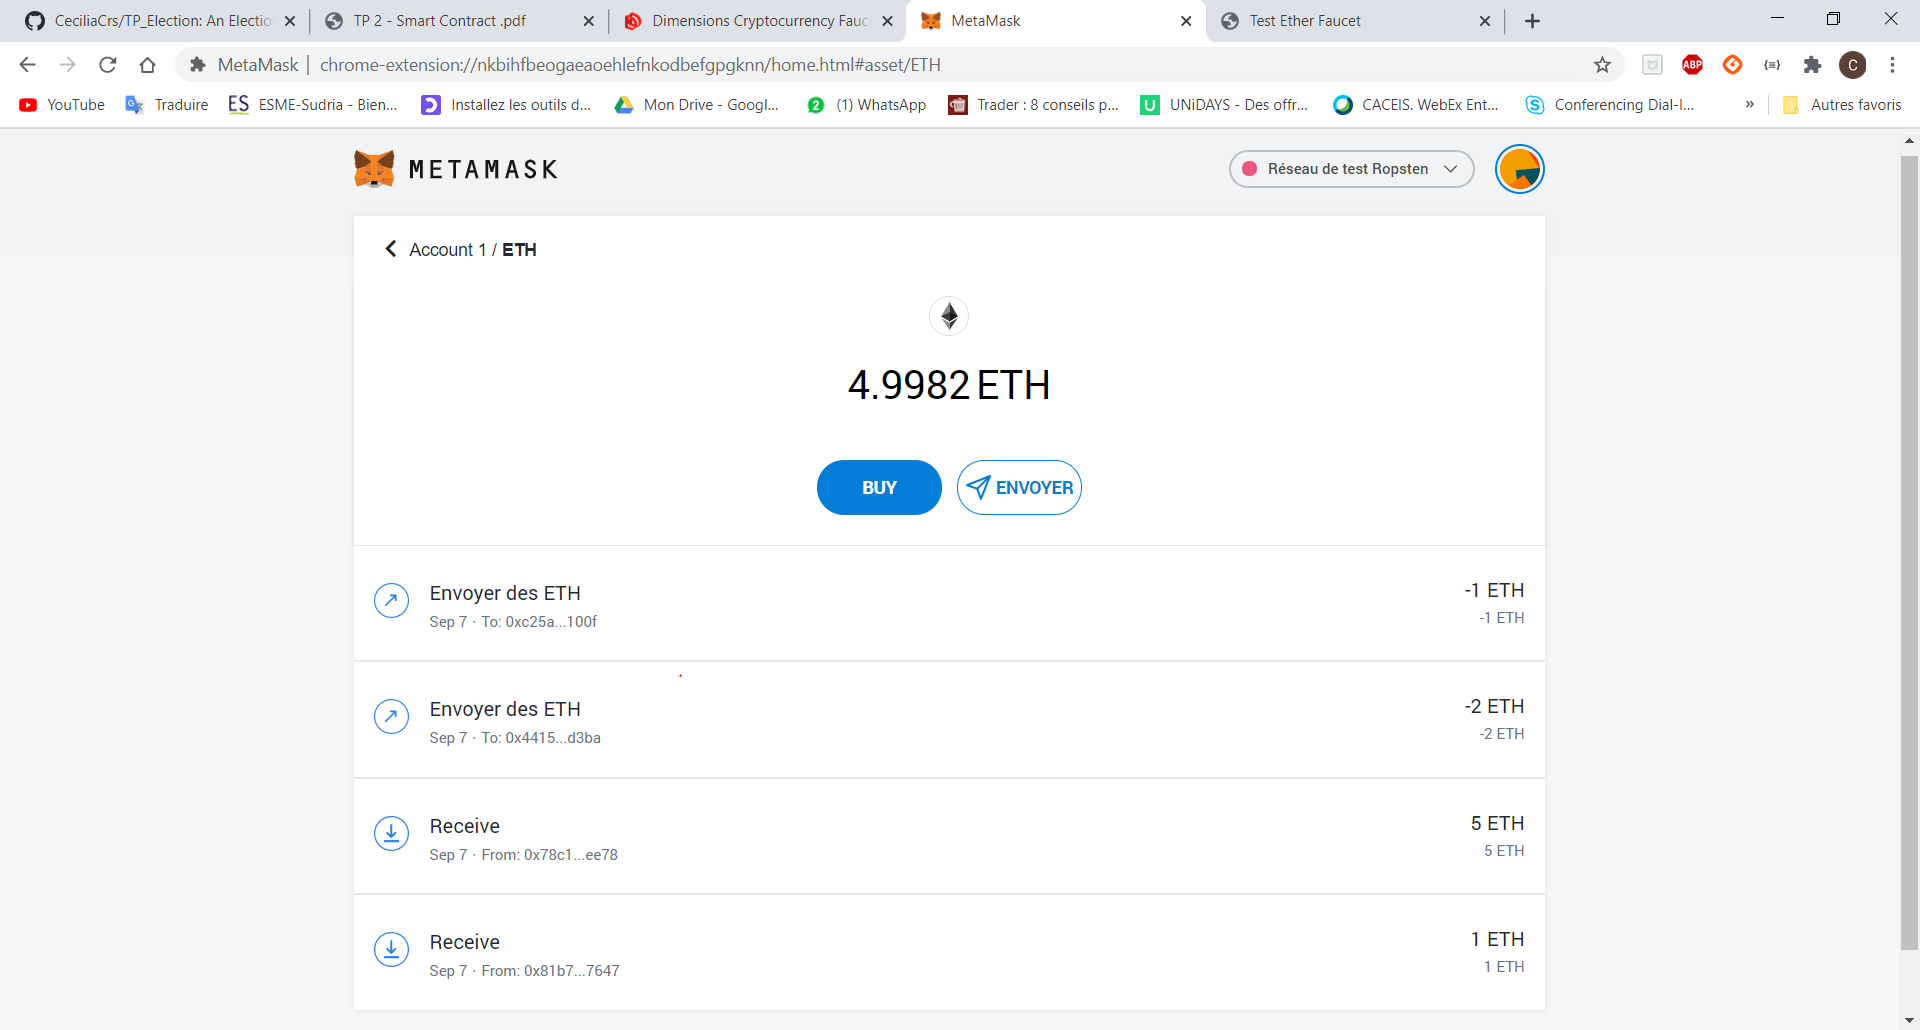 CeciliaCrs/TP_Election: An Electio
TP 2 - Smart Contract .pdf
Dimensions Cryptocurrency Fauc
MetaMask
Test Ether Faucet
MetaMask | chrome-extension://nkbihfbeogaeaoehlefnkodbefgpgknn/home.html#asset/ETH
ABP
C
YouTube
Traduire
ES ESME-Sudria - Bien...
Installez les outils d...
Mon Drive - Googl...
2 (1) WhatsApp
Trader : 8 conseils p...
U UNiDAYS - Des offr...
CACEIS. WebEx Ent...
S Conferencing Dial-I...
»
Autres favoris
METAMASK
Réseau de test Ropsten
Account 1 / ETH
4.9982 ETH
BUY
ENVOYER
Envoyer des ETH
-1 ETH
Sep 7 · To: 0xc25a...100f
-1 ETH
Envoyer des ETH
-2 ETH
Sep 7 · To: 0x4415...d3ba
-2 ETH
Receive
5 ETH
Sep 7 · From: 0x78c1...ee78
5 ETH
Receive
1 ETH
Sep 7 · From: 0x81b7...7647
1 ETH